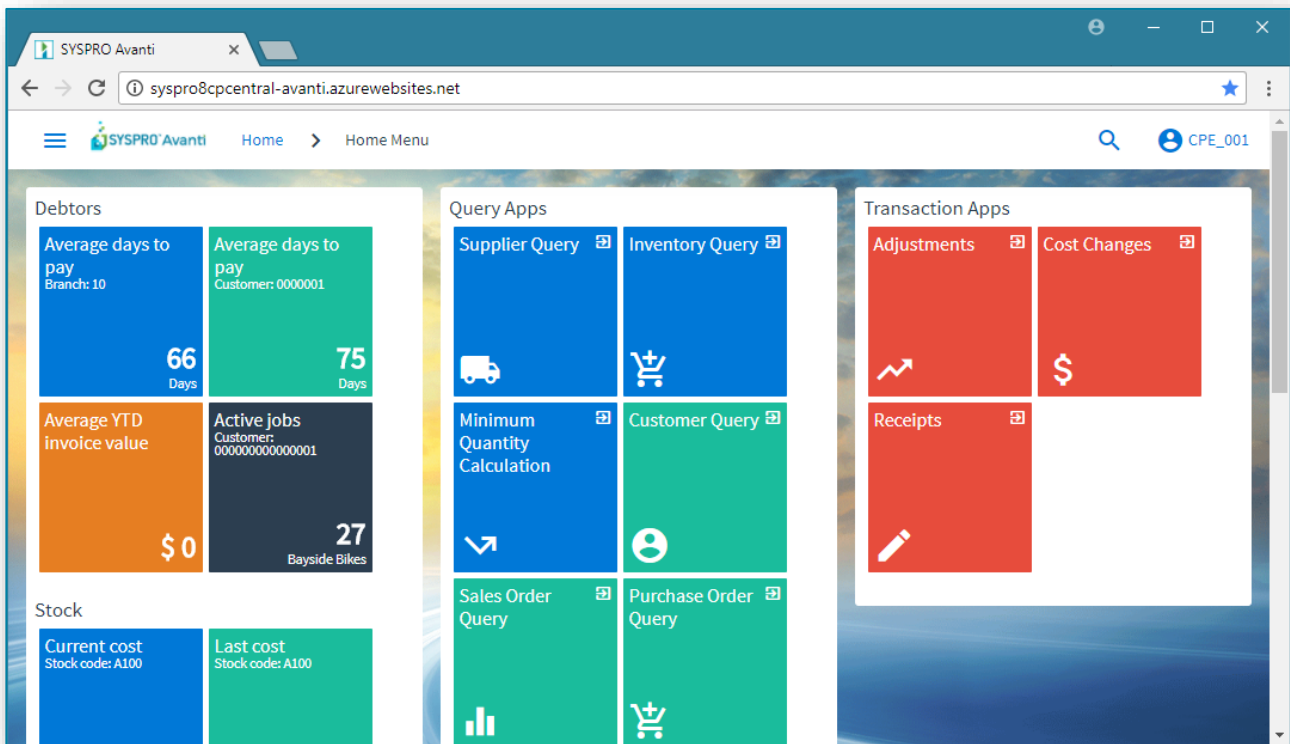 SYSPRO Avanti
syspro8cpcentral-avanti.azurewebsites.net
SYSPRO Avanti
Home
Home Menu
CPE_001
Debtors
Average days to
pay
Branch: 10
66
Days
Average days to
pay
Customer: 0000001
75
Days
Average YTD
invoice value
$ 0
Active jobs
Customer:
000000000000001
27
Bayside Bikes
Stock
Current cost
Stock code: A100
Last cost
Stock code: A100
Query Apps
Supplier Query
Inventory Query
Minimum
Quantity
Calculation
Customer Query
Sales Order
Query
Purchase Order
Query
Transaction Apps
Adjustments
Cost Changes
$
Receipts